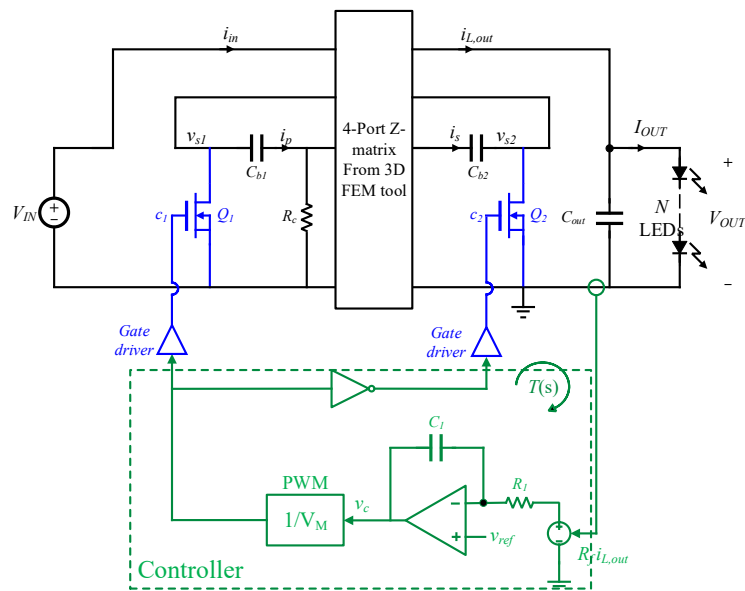 i_in
i_L,out
v_s1
i_p
C_b1
4-Port Z-
matrix
From 3D
FEM tool
i_s
v_s2
C_b2
I_OUT
V_IN
+
−
c_1
Q_1
R_c
c_2
Q_2
C_out
N
LEDs
+
V_OUT
−
Gate
driver
Gate
driver
T(s)
C_1
PWM
1/V_M
v_c
−
+
R_1
v_ref
+
−
R_f i_L,out
Controller